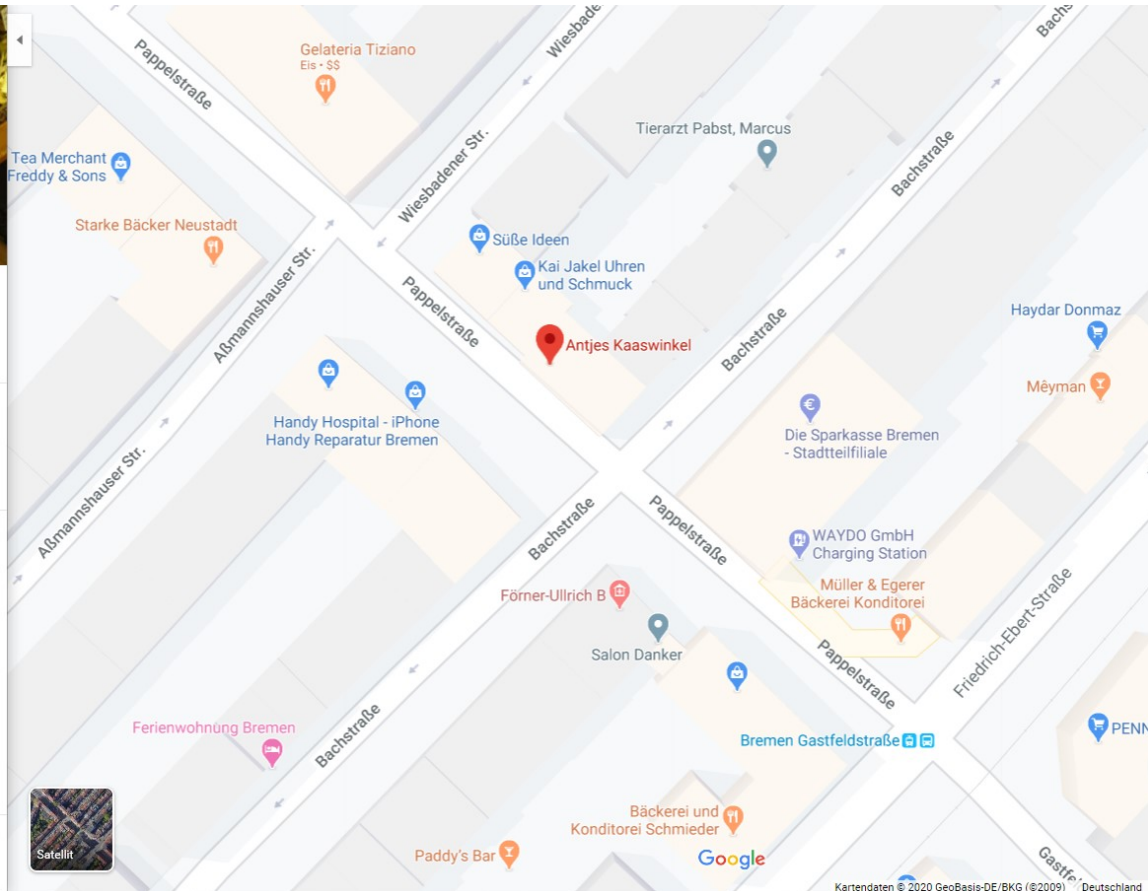 Bachs
Wiesbade
Pappelstraße
Gelateria Tiziano
Eis • $$
Tierarzt Pabst, Marcus
Wiesbadener Str.
Bachstraße
Tea Merchant
Freddy & Sons
Starke Bäcker Neustadt
Süße Ideen
Kai Jakel Uhren
und Schmuck
Aßmannshauser Str.
Pappelstraße
Haydar Donmaz
Antjes Kaaswinkel
Bachstraße
Mêyman
Handy Hospital - iPhone
Handy Reparatur Bremen
Die Sparkasse Bremen
- Stadtteilfiliale
Aßmannshauser Str.
Bachstraße
Pappelstraße
WAYDO GmbH
Charging Station
Müller & Egerer
Bäckerei Konditorei
Förner-Ullrich B
Salon Danker
Friedrich-Ebert-Straße
Pappelstraße
Ferienwohnung Bremen
Bachstraße
Bremen Gastfeldstraße
PENN
Bäckerei und
Konditorei Schmieder
Paddy's Bar
Satellit
Google
Gastfe
Kartendaten © 2020 GeoBasis-DE/BKG (©2009) Deutschland